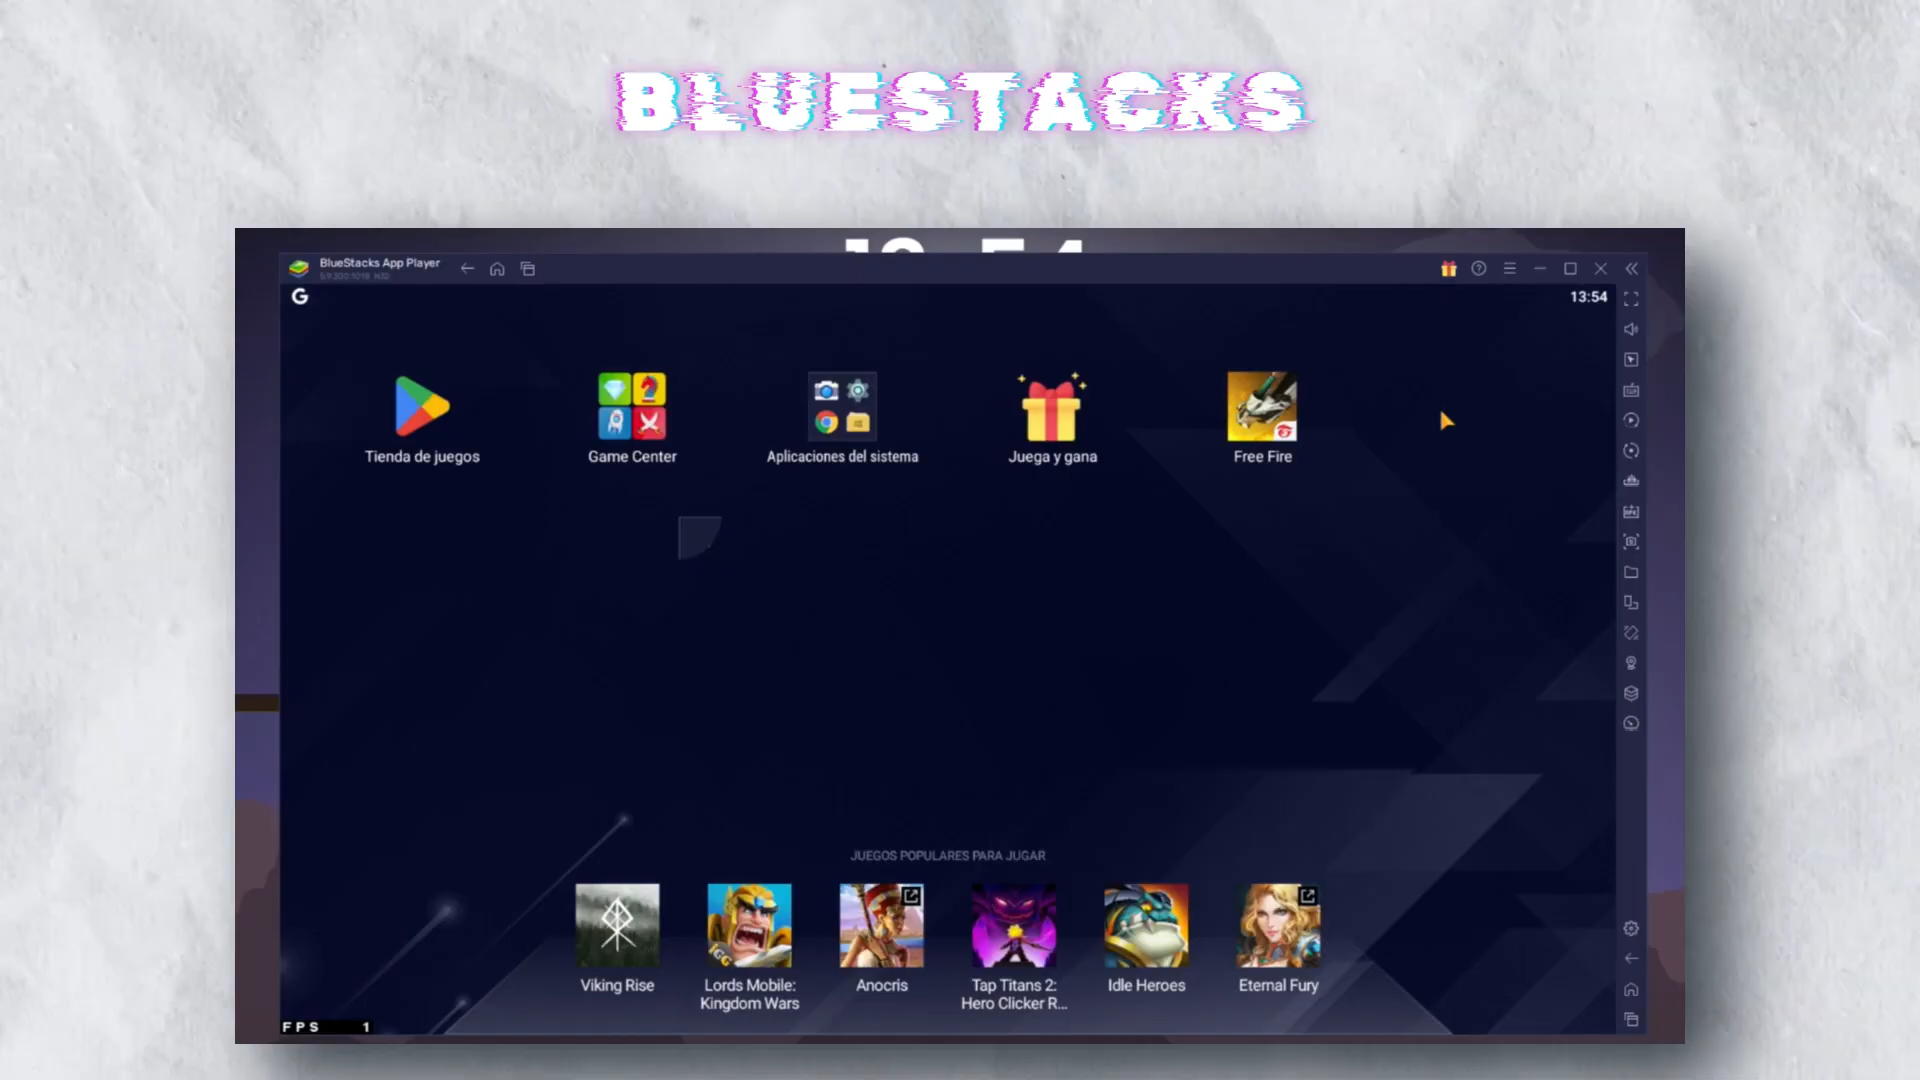 BLUESTACKS
BlueStacks App Player
13:54
Tienda de juegos
Game Center
Aplicaciones del sistema
Juega y gana
Free Fire
JUEGOS POPULARES PARA JUGAR
Viking Rise
Lords Mobile:
Kingdom Wars
Anocris
Tap Titans 2:
Hero Clicker R...
Idle Heroes
Eternal Fury
FPS 1